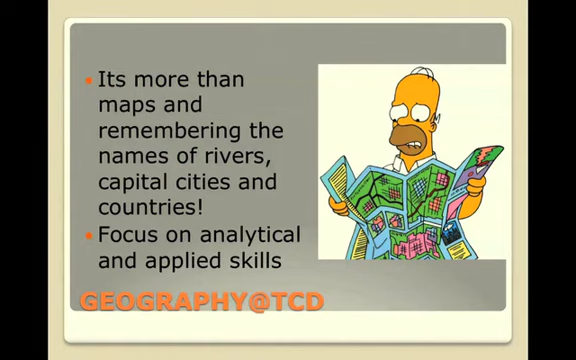 Its more than
maps and
remembering the
names of rivers,
capital cities and
countries!
Focus on analytical
and applied skills
GEOGRAPHY@TCD